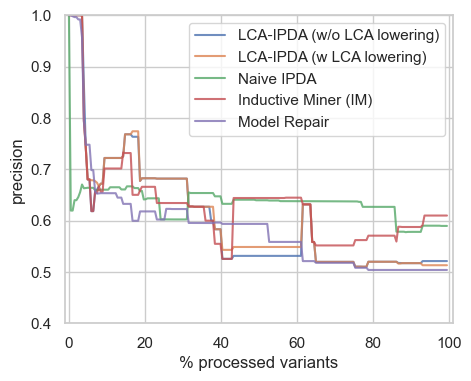 1.0
0.9
0.8
0.7
0.6
0.5
0.4
precision
LCA-IPDA (w/o LCA lowering)
LCA-IPDA (w LCA lowering)
Naive IPDA
Inductive Miner (IM)
Model Repair
0 20 40 60 80 100
% processed variants